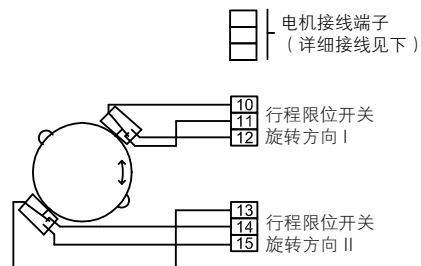 电机接线端子
（详细接线见下）
10
11
12
行程限位开关
旋转方向 I
13
14
15
行程限位开关
旋转方向 II